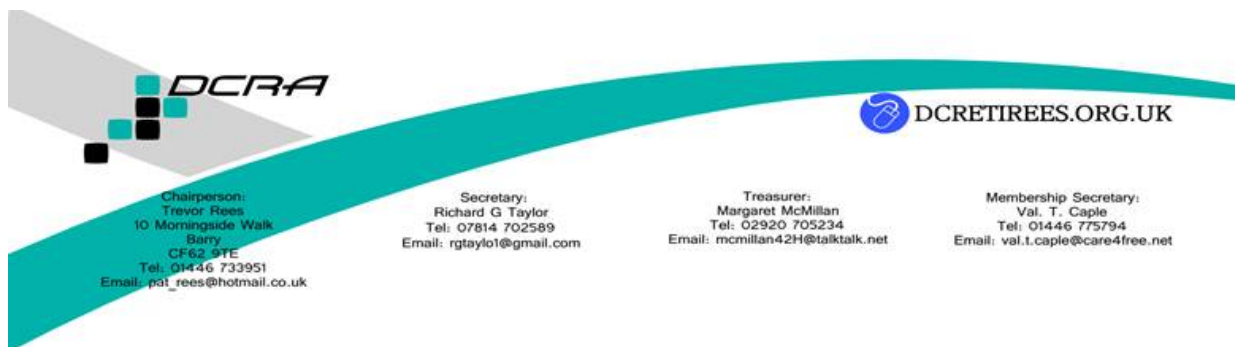 DCRA
DCRETIREES.ORG.UK
Chairperson:
Trevor Rees
10 Morningside Walk
Barry
CF62 9TE
Tel: 01446 733951
Email: pat_rees@hotmail.co.uk
Secretary:
Richard G Taylor
Tel: 07814 702589
Email: rgtaylo1@gmail.com
Treasurer:
Margaret McMillan
Tel: 02920 705234
Email: mcmillan42H@talktalk.net
Membership Secretary:
Val. T. Caple
Tel: 01446 775794
Email: val.t.caple@care4free.net